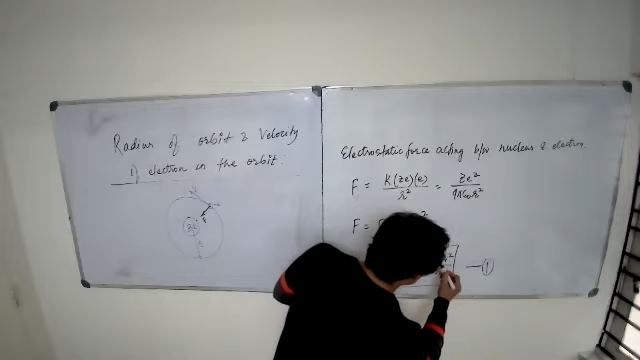 Radius of orbit & Velocity
of electron in the orbit.
Ze
Electrostatic force acting b/w nucleus & electron.
F = K(Ze)(e) / r² = Ze² / 4πε₀r²
F =
— ①